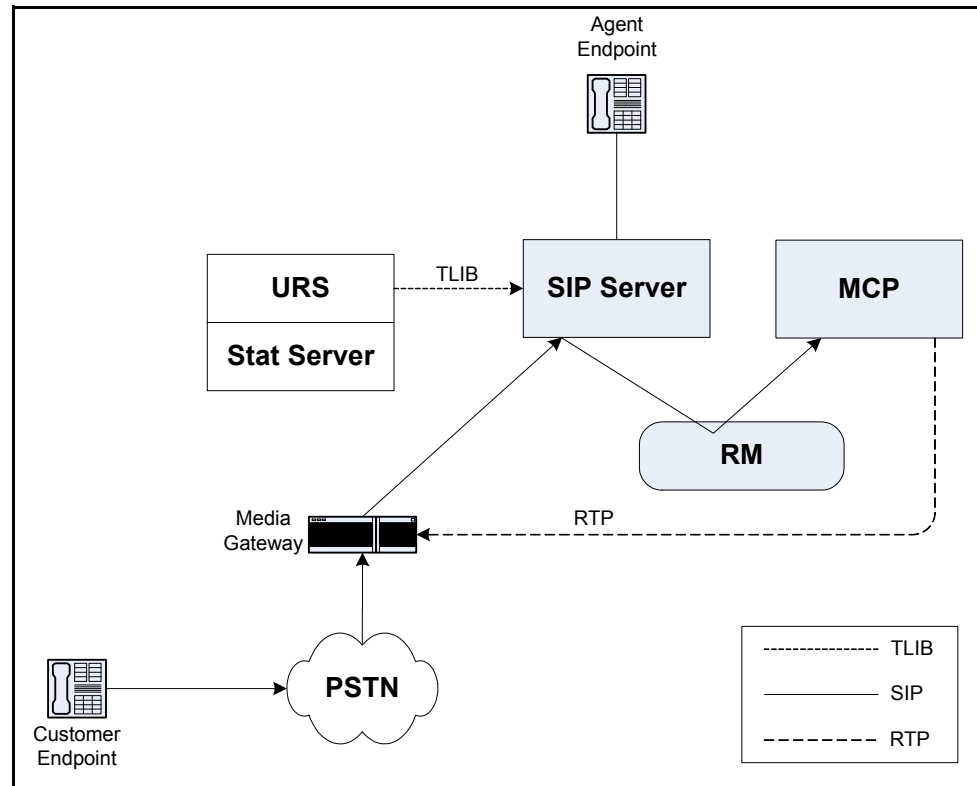 Agent
Endpoint
URS
TLIB
SIP Server
MCP
Stat Server
RM
Media
Gateway
RTP
PSTN
Customer
Endpoint
TLIB
SIP
RTP